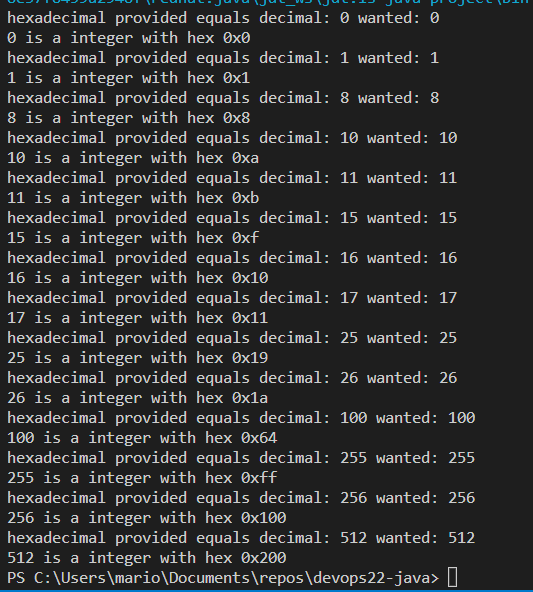 hexadecimal provided equals decimal: 0 wanted: 0
0 is a integer with hex 0x0
hexadecimal provided equals decimal: 1 wanted: 1
1 is a integer with hex 0x1
hexadecimal provided equals decimal: 8 wanted: 8
8 is a integer with hex 0x8
hexadecimal provided equals decimal: 10 wanted: 10
10 is a integer with hex 0xa
hexadecimal provided equals decimal: 11 wanted: 11
11 is a integer with hex 0xb
hexadecimal provided equals decimal: 15 wanted: 15
15 is a integer with hex 0xf
hexadecimal provided equals decimal: 16 wanted: 16
16 is a integer with hex 0x10
hexadecimal provided equals decimal: 17 wanted: 17
17 is a integer with hex 0x11
hexadecimal provided equals decimal: 25 wanted: 25
25 is a integer with hex 0x19
hexadecimal provided equals decimal: 26 wanted: 26
26 is a integer with hex 0x1a
hexadecimal provided equals decimal: 100 wanted: 100
100 is a integer with hex 0x64
hexadecimal provided equals decimal: 255 wanted: 255
255 is a integer with hex 0xff
hexadecimal provided equals decimal: 256 wanted: 256
256 is a integer with hex 0x100
hexadecimal provided equals decimal: 512 wanted: 512
512 is a integer with hex 0x200
PS C:\Users\mario\Documents\repos\devops22-java>